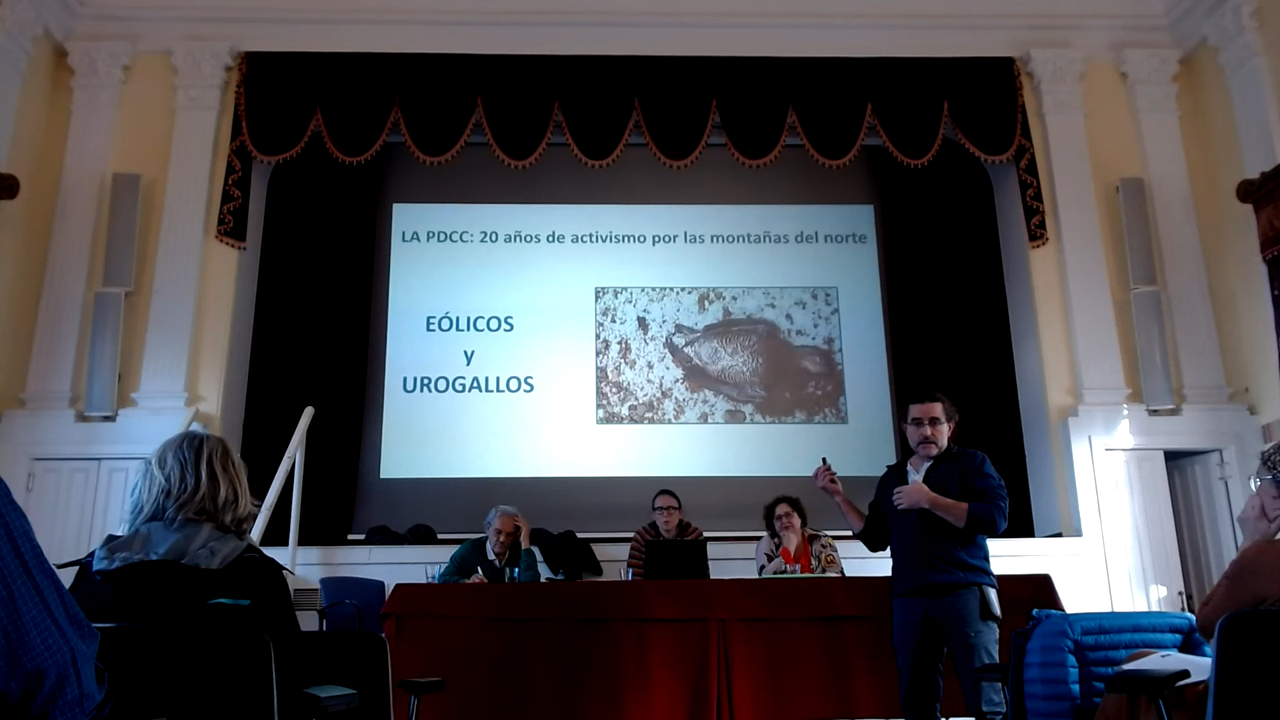 LA PDCC: 20 años de activismo por las montañas del norte
EÓLICOS
y
UROGALLOS